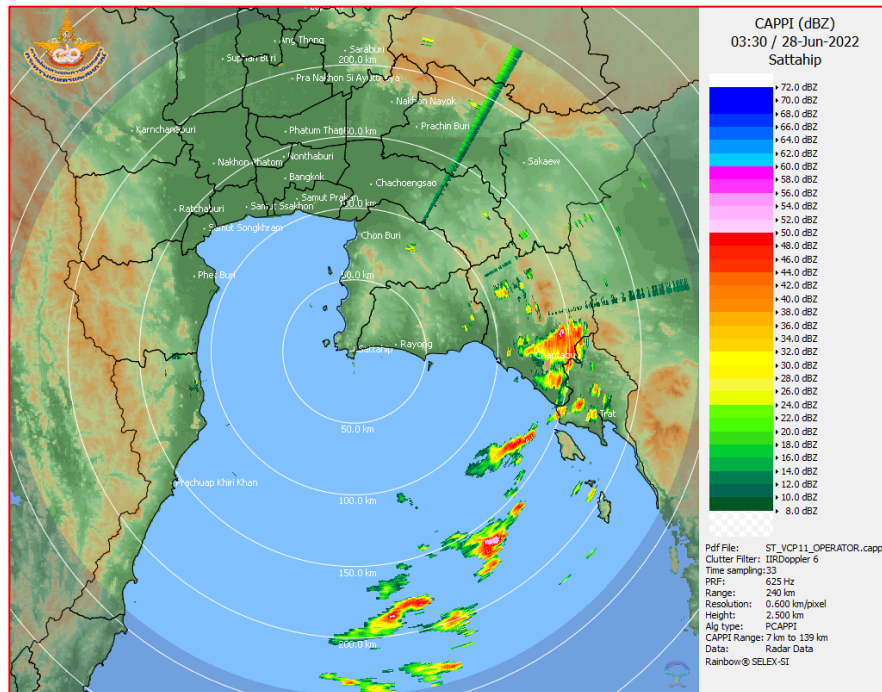 CAPPI (dBZ)
03:30 / 28-Jun-2022
Sattahip
72.0 dBZ
70.0 dBZ
68.0 dBZ
66.0 dBZ
64.0 dBZ
62.0 dBZ
60.0 dBZ
58.0 dBZ
56.0 dBZ
54.0 dBZ
52.0 dBZ
50.0 dBZ
48.0 dBZ
46.0 dBZ
44.0 dBZ
42.0 dBZ
40.0 dBZ
38.0 dBZ
36.0 dBZ
34.0 dBZ
32.0 dBZ
30.0 dBZ
28.0 dBZ
26.0 dBZ
24.0 dBZ
22.0 dBZ
20.0 dBZ
18.0 dBZ
16.0 dBZ
14.0 dBZ
12.0 dBZ
10.0 dBZ
8.0 dBZ
Pdf File: ST_VCP11_OPERATOR.capp
Clutter Filter: IIRDoppler 6
Time sampling:33
PRF: 625 Hz
Range: 240 km
Resolution: 0.600 km/pixel
Height: 2.500 km
Alg type: PCAPPI
CAPPI Range: 7 km to 139 km
Data: Radar Data
Rainbow® SELEX-SI
Ang Thong
Saraburi
Suphan Buri
200.0 km
Pra Nakhon Si Ayutthaya
Nakhon Nayok
Karnchanaburi
Phatum Thani
Prachin Buri
Nonthaburi
Nakhon Phatom
Sakaew
Bangkok
Chachoengsao
Samut Prakan
Ratchaburi
Samut Ssakhon
100.0 km
Samut Songkhram
Chon Buri
50.0 km
Rayong
Sattahip
Trat
50.0 km
Prachuap Khiri Khan
100.0 km
150.0 km
200.0 km